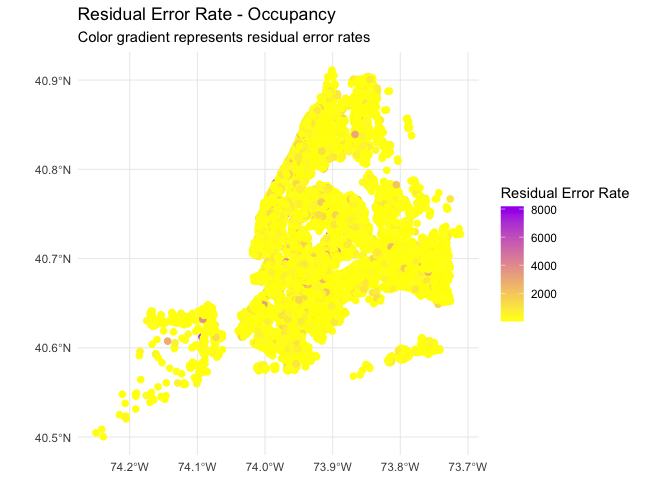 Residual Error Rate - Occupancy
Color gradient represents residual error rates
40.9°N
40.8°N
40.7°N
40.6°N
40.5°N
74.2°W 74.1°W 74.0°W 73.9°W 73.8°W 73.7°W
Residual Error Rate
8000
6000
4000
2000